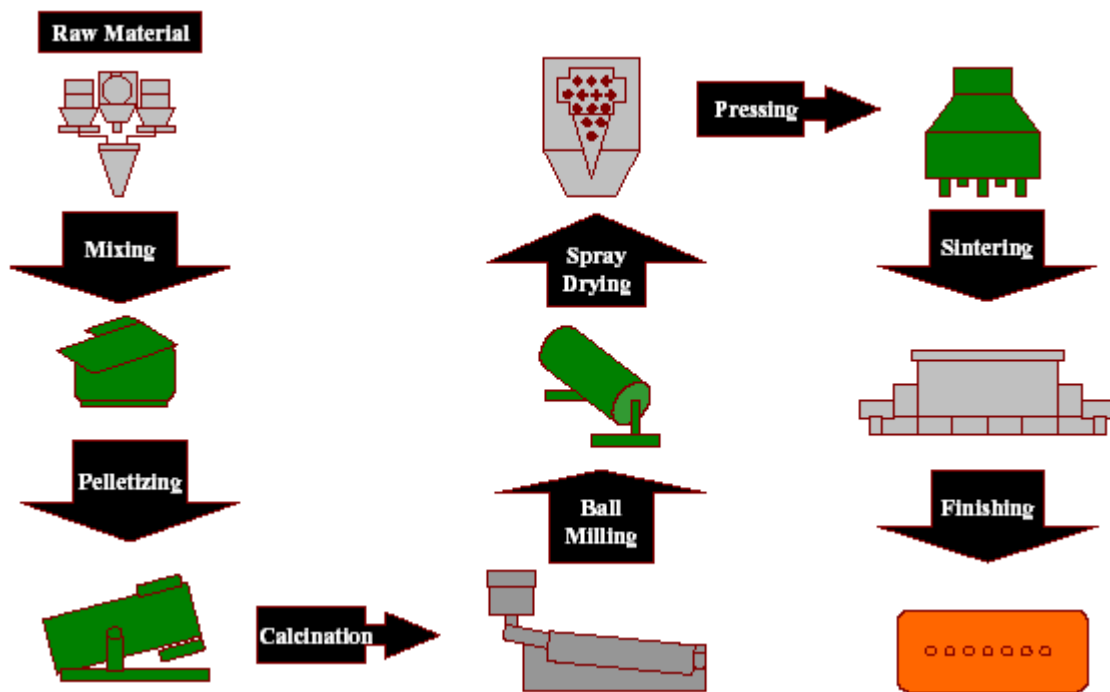 Raw Material
Mixing
Pelletizing
Calcination
Ball
Milling
Spray
Drying
Pressing
Sintering
Finishing